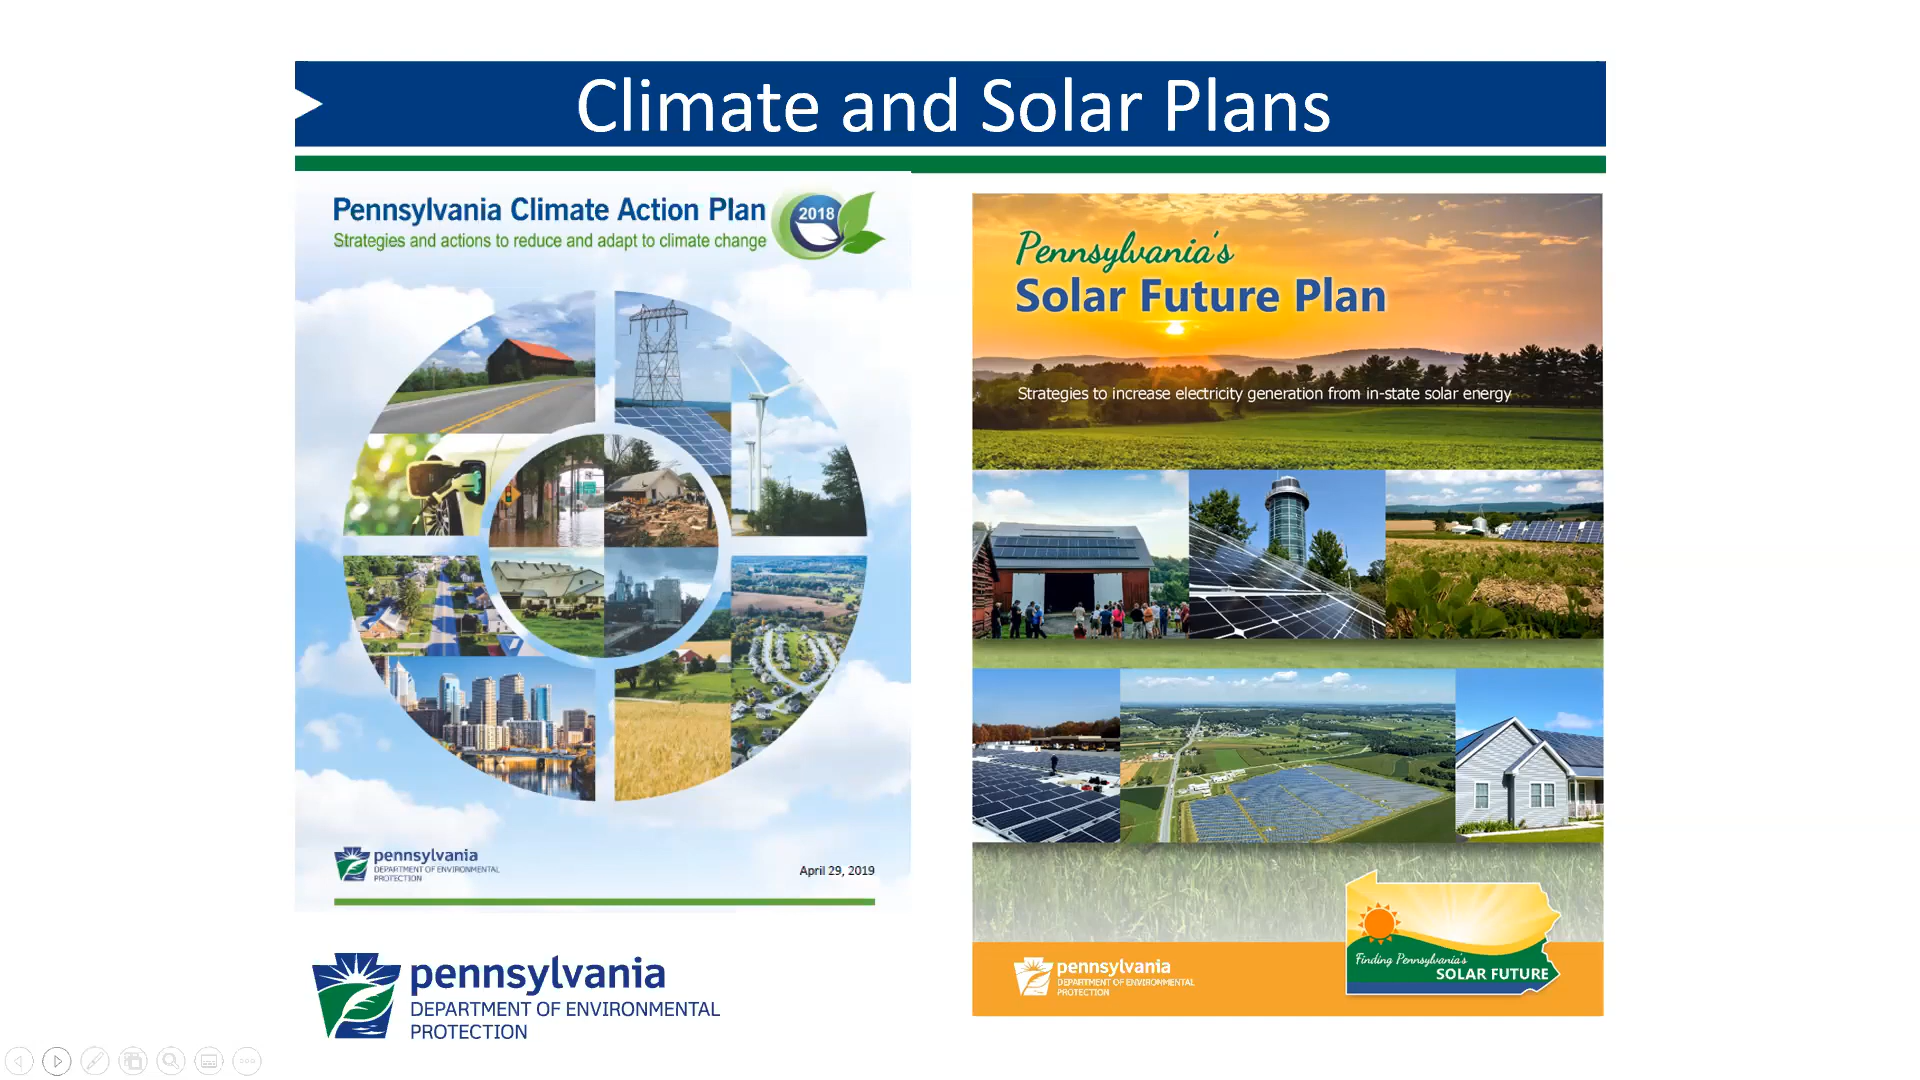 Climate and Solar Plans
Pennsylvania Climate Action Plan
2018
Strategies and actions to reduce and adapt to climate change
pennsylvania
DEPARTMENT OF ENVIRONMENTAL
PROTECTION
April 29, 2019
Pennsylvania's
Solar Future Plan
Strategies to increase electricity generation from in-state solar energy
pennsylvania
DEPARTMENT OF ENVIRONMENTAL
PROTECTION
Finding Pennsylvania's
SOLAR FUTURE
pennsylvania
DEPARTMENT OF ENVIRONMENTAL
PROTECTION